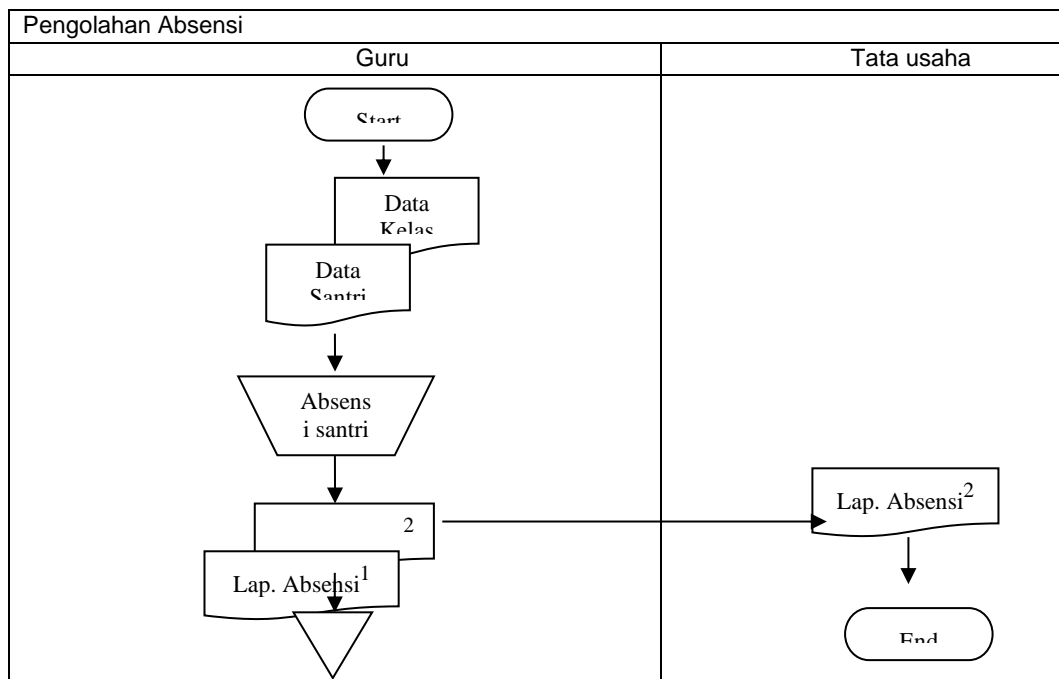 Pengolahan Absensi
Guru
Tata usaha
Start
Data
Kelas
Data
Santri
Absens
i santri
2
Lap. Absensi1
Lap. Absensi2
End